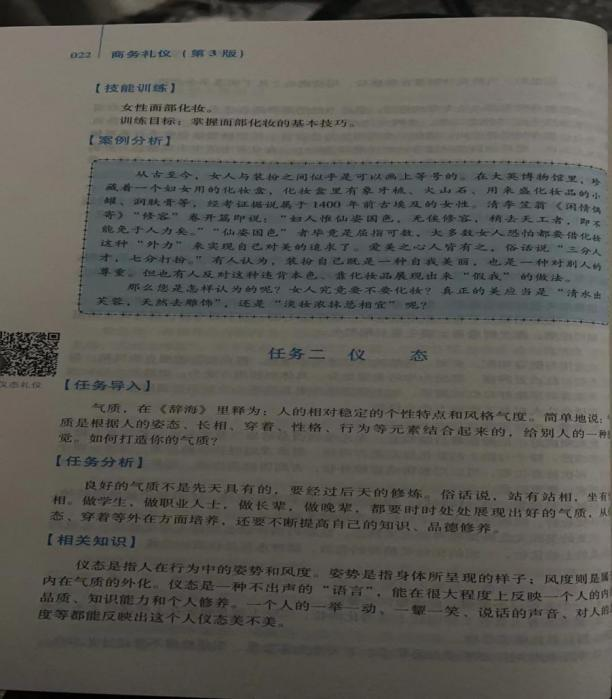 022 商务礼仪（第3版）
【技能训练】
女性面部化妆。
训练目标：掌握面部化妆的基本技巧。
【案例分析】
从古至今，女人与装扮之间似乎是可以画上等号的。在大英博物馆里，珍
藏着一个妇女用的化妆盒，化妆盒里有象牙梳、火山石、用来盛化妆品的小
罐、润肤膏等，经考证据说属于1400年前古埃及的女性。清季笠翁《闲情偶
寄》“修容”卷开篇即说：“妇人惟仙姿国色，无俟修容，稍去天工者，即不
能免于人力矣。”“仙姿国色”者毕竟是屈指可数，大多数女人恐怕都要借化妆
这种“外力”来实现自己对美的追求了。爱美之心人皆有之，俗话说“三分人
才，七分打扮。”有人认为，装扮自己既是一种自我美丽，也是一种对别人的
尊重。但也有人反对这种违背本色、靠化妆品展现出来“假我”的做法。
那么您是怎样认为的呢？女人究竟要不要化妆？真正的美应当是“清水出
芙蓉，天然去雕饰”，还是“淡妆浓抹总相宜”呢？
任务二 仪 态
仪态礼仪
【任务导入】
气质，在《辞海》里释为：人的相对稳定的个性特点和风格气度。简单地说：
质是根据人的姿态、长相、穿着、性格、行为等元素结合起来的，给别人的一种
觉。如何打造你的气质？
【任务分析】
良好的气质不是先天具有的，要经过后天的修炼。俗话说，站有站相，坐有
相。做学生，做职业人士，做长辈，做晚辈，都要时时处处展现出好的气质，从
态、穿着等外在方面培养，还要不断提高自己的知识、品德修养。
【相关知识】
仪态是指人在行为中的姿势和风度。姿势是指身体所呈现的样子；风度则是属
内在气质的外化。仪态是一种不出声的“语言”，能在很大程度上反映一个人的内
品质、知识能力和个人修养。一个人的一举一动、一颦一笑、说话的声音、对人的
度等都能反映出这个人仪态美不美。